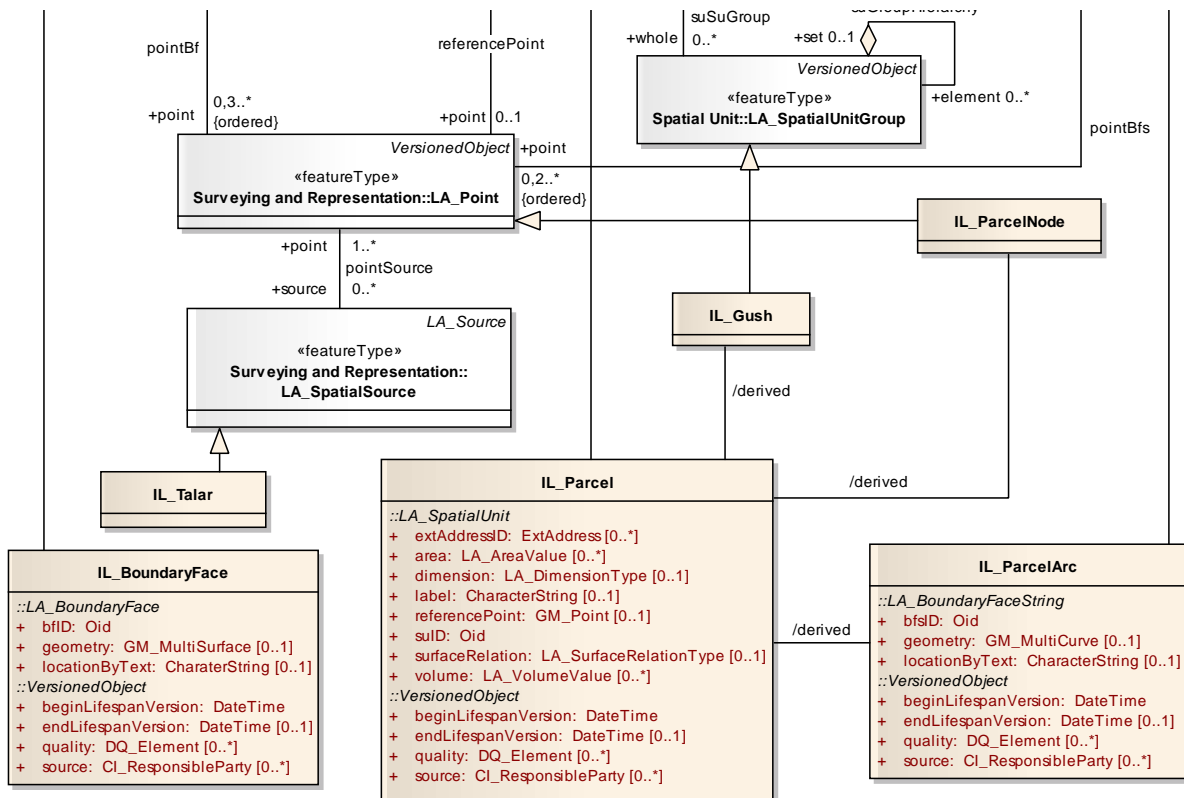 suSuGroup
suGroupHierarchy
+whole
0..*
+set 0..1
pointBf
referencePoint
VersionedObject
«featureType»
Spatial Unit::LA_SpatialUnitGroup
+element 0..*
0,3..*
{ordered}
+point
+point 0..1
pointBfs
VersionedObject
«featureType»
Surveying and Representation::LA_Point
+point
0,2..*
{ordered}
IL_ParcelNode
+point
1..*
pointSource
+source
0..*
IL_Gush
LA_Source
«featureType»
Surveying and Representation::
LA_SpatialSource
/derived
IL_Talar
IL_Parcel
::LA_SpatialUnit
+ extAddressID: ExtAddress [0..*]
+ area: LA_AreaValue [0..*]
+ dimension: LA_DimensionType [0..1]
+ label: CharacterString [0..1]
+ referencePoint: GM_Point [0..1]
+ suID: Oid
+ surfaceRelation: LA_SurfaceRelationType [0..1]
+ volume: LA_VolumeValue [0..*]
::VersionedObject
+ beginLifespanVersion: DateTime
+ endLifespanVersion: DateTime [0..1]
+ quality: DQ_Element [0..*]
+ source: CI_ResponsibleParty [0..*]
/derived
/derived
IL_BoundaryFace
::LA_BoundaryFace
+ bfID: Oid
+ geometry: GM_MultiSurface [0..1]
+ locationByText: CharaterString [0..1]
::VersionedObject
+ beginLifespanVersion: DateTime
+ endLifespanVersion: DateTime [0..1]
+ quality: DQ_Element [0..*]
+ source: CI_ResponsibleParty [0..*]
IL_ParcelArc
::LA_BoundaryFaceString
+ bfsID: Oid
+ geometry: GM_MultiCurve [0..1]
+ locationByText: CharacterString [0..1]
::VersionedObject
+ beginLifespanVersion: DateTime
+ endLifespanVersion: DateTime [0..1]
+ quality: DQ_Element [0..*]
+ source: CI_ResponsibleParty [0..*]